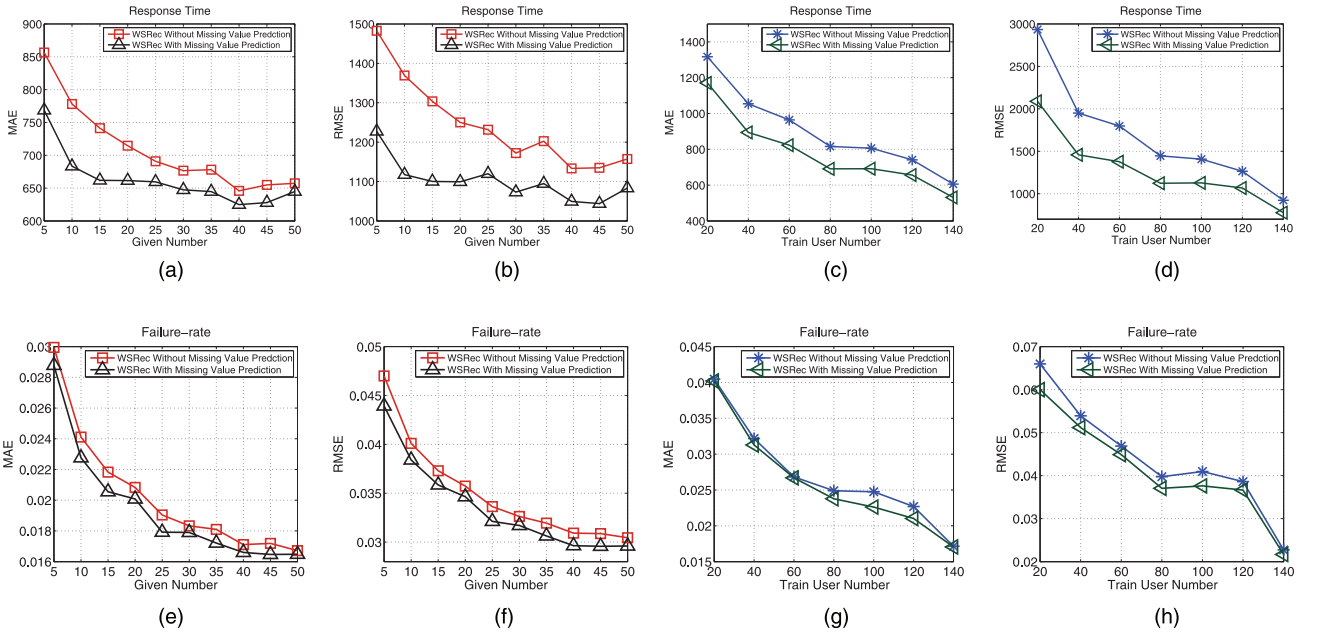 Response Time
WSRec Without Missing Value Predction
WSRec With Missing Value Prediction
MAE
900
850
800
750
700
650
600
5 10 15 20 25 30 35 40 45 50
Given Number
(a)
Response Time
WSRec Without Missing Value Predction
WSRec With Missing Value Prediction
RMSE
1500
1400
1300
1200
1100
1000
5 10 15 20 25 30 35 40 45 50
Given Number
(b)
Response Time
WSRec Without Missing Value Predction
WSRec With Missing Value Prediction
MAE
1400
1200
1000
800
600
400
20 40 60 80 100 120 140
Train User Number
(c)
Response Time
WSRec Without Missing Value Predction
WSRec With Missing Value Prediction
RMSE
3000
2500
2000
1500
1000
20 40 60 80 100 120 140
Train User Number
(d)
Failure-rate
WSRec Without Missing Value Predction
WSRec With Missing Value Prediction
MAE
0.03
0.028
0.026
0.024
0.022
0.02
0.018
0.016
5 10 15 20 25 30 35 40 45 50
Given Number
(e)
Failure-rate
WSRec Without Missing Value Predction
WSRec With Missing Value Prediction
RMSE
0.05
0.045
0.04
0.035
0.03
5 10 15 20 25 30 35 40 45 50
Given Number
(f)
Failure-rate
WSRec Without Missing Value Predction
WSRec With Missing Value Prediction
MAE
0.045
0.04
0.035
0.03
0.025
0.02
0.015
20 40 60 80 100 120 140
Train User Number
(g)
Failure-rate
WSRec Without Missing Value Predction
WSRec With Missing Value Prediction
RMSE
0.07
0.06
0.05
0.04
0.03
0.02
20 40 60 80 100 120 140
Train User Number
(h)